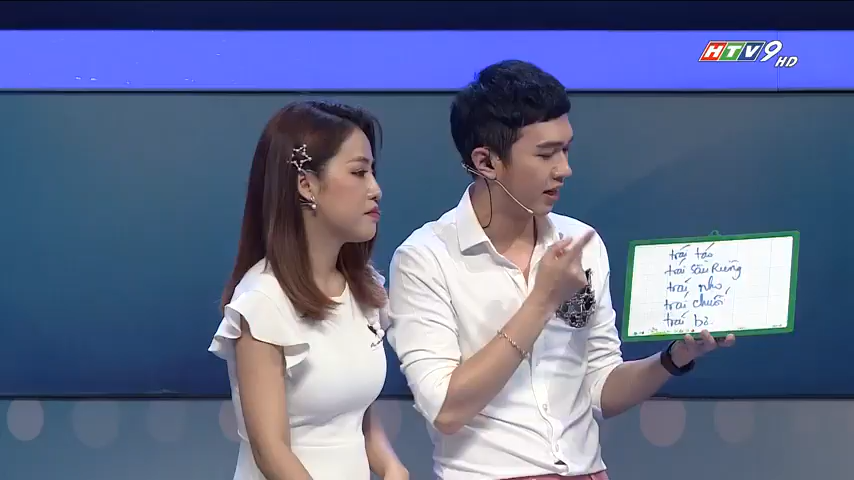 HTV9 HD
trái táo
trái sầu Riêng
trái nho
trái chuối
trái bơ